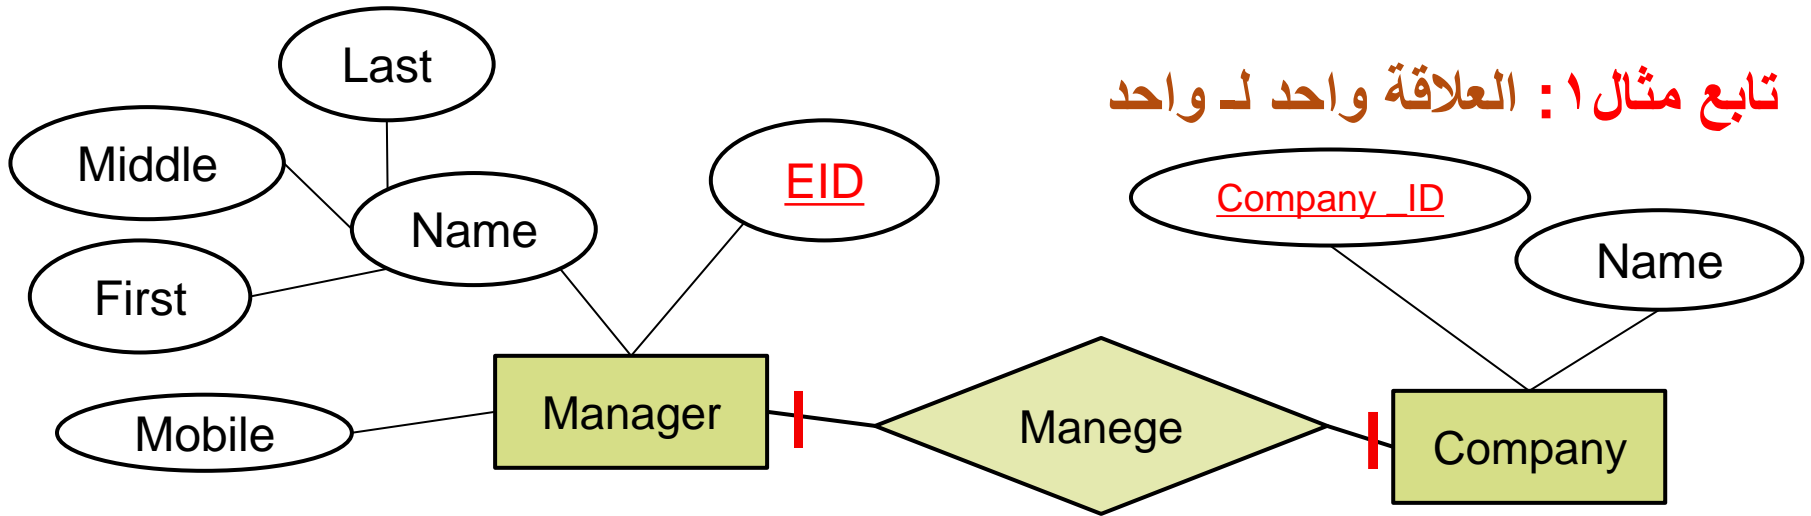 تابع مثال١: العلاقة واحد لـ واحد
Last
Middle
Name
EID
Company _ID
Name
First
Mobile
Manager
Manege
Company